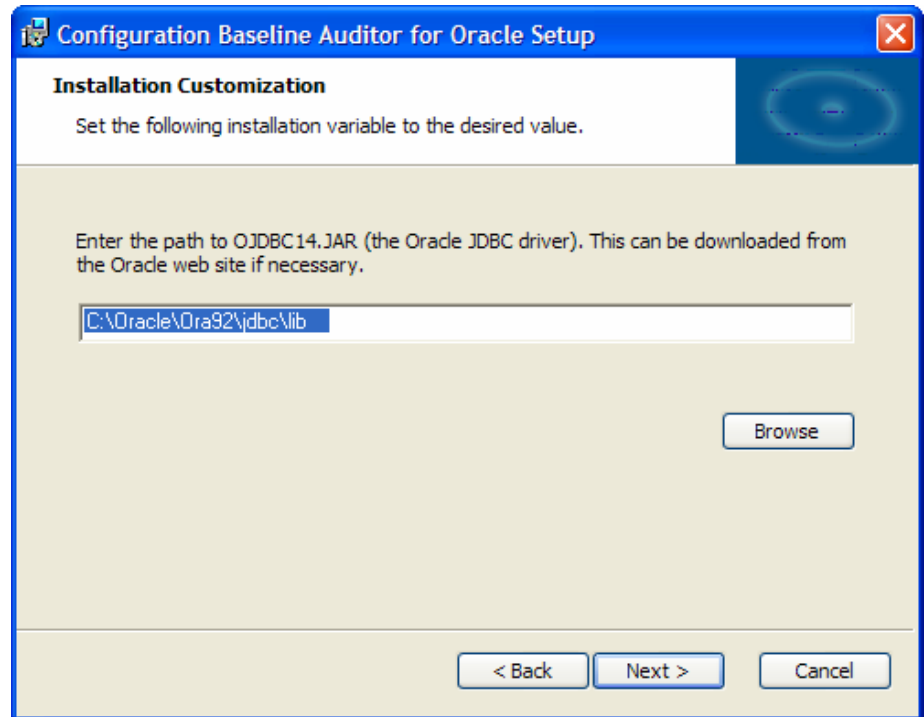 Configuration Baseline Auditor for Oracle Setup
Installation Customization
Set the following installation variable to the desired value.
Enter the path to OJDBC14.JAR (the Oracle JDBC driver). This can be downloaded from
the Oracle web site if necessary.
C:\Oracle\Ora92\jdbc\lib
Browse
< Back
Next >
Cancel